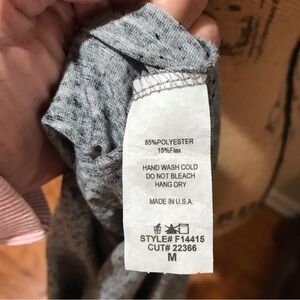 85%POLYESTER
15%Flax
HAND WASH COLD
DO NOT BLEACH
HANG DRY
MADE IN U.S.A.
STYLE# F14415
CUT# 22366
M